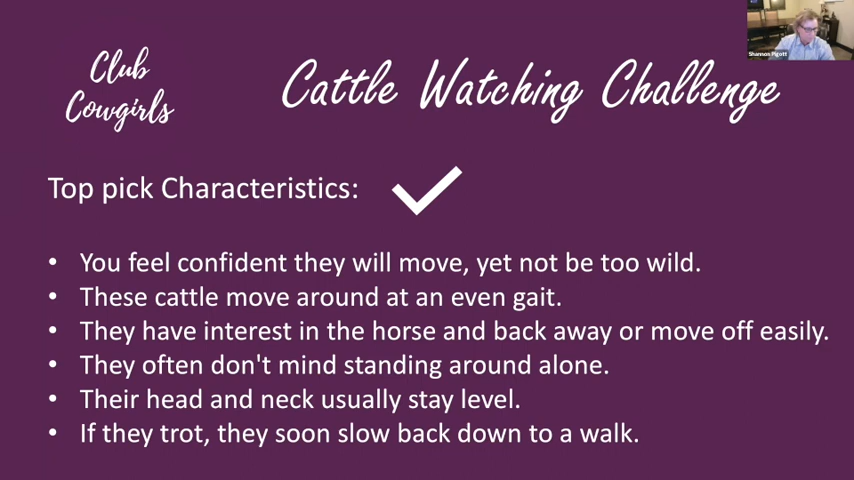 Club
Cowgirls
Cattle Watching Challenge
Shannon Pigott
Top pick Characteristics:
• You feel confident they will move, yet not be too wild.
• These cattle move around at an even gait.
• They have interest in the horse and back away or move off easily.
• They often don't mind standing around alone.
• Their head and neck usually stay level.
• If they trot, they soon slow back down to a walk.